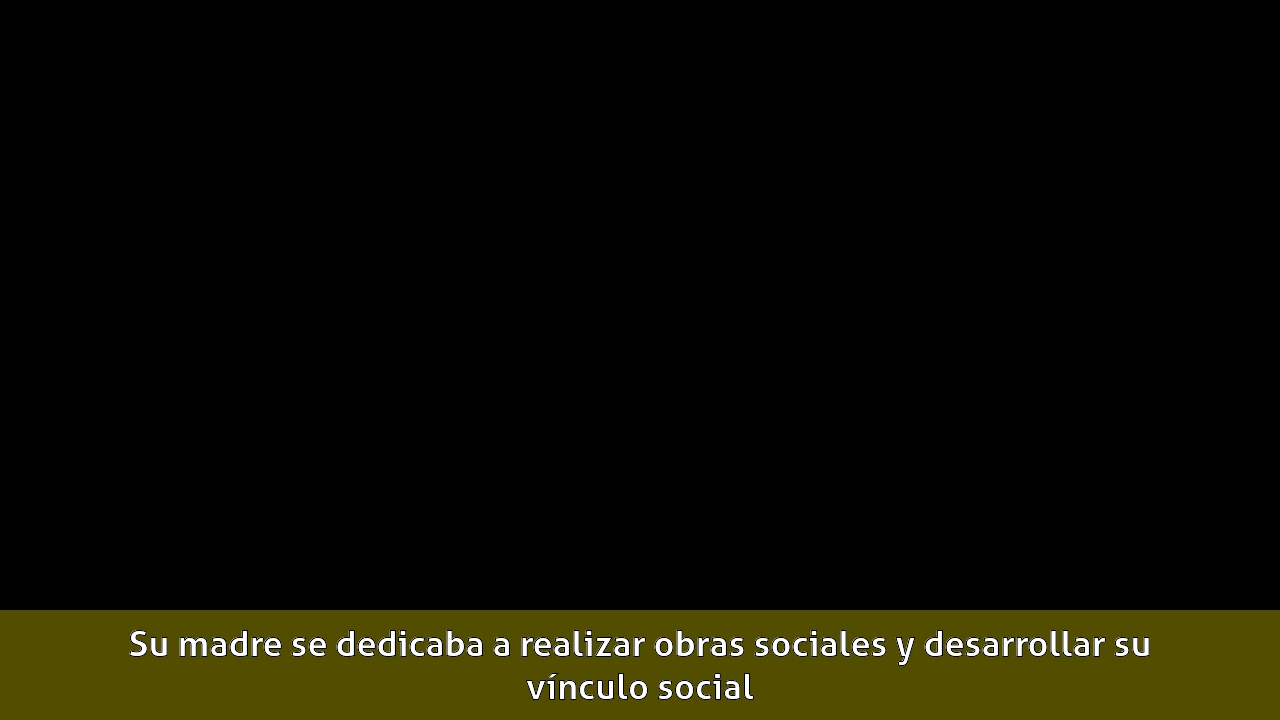 Su madre se dedicaba a realizar obras sociales y desarrollar su
vínculo social